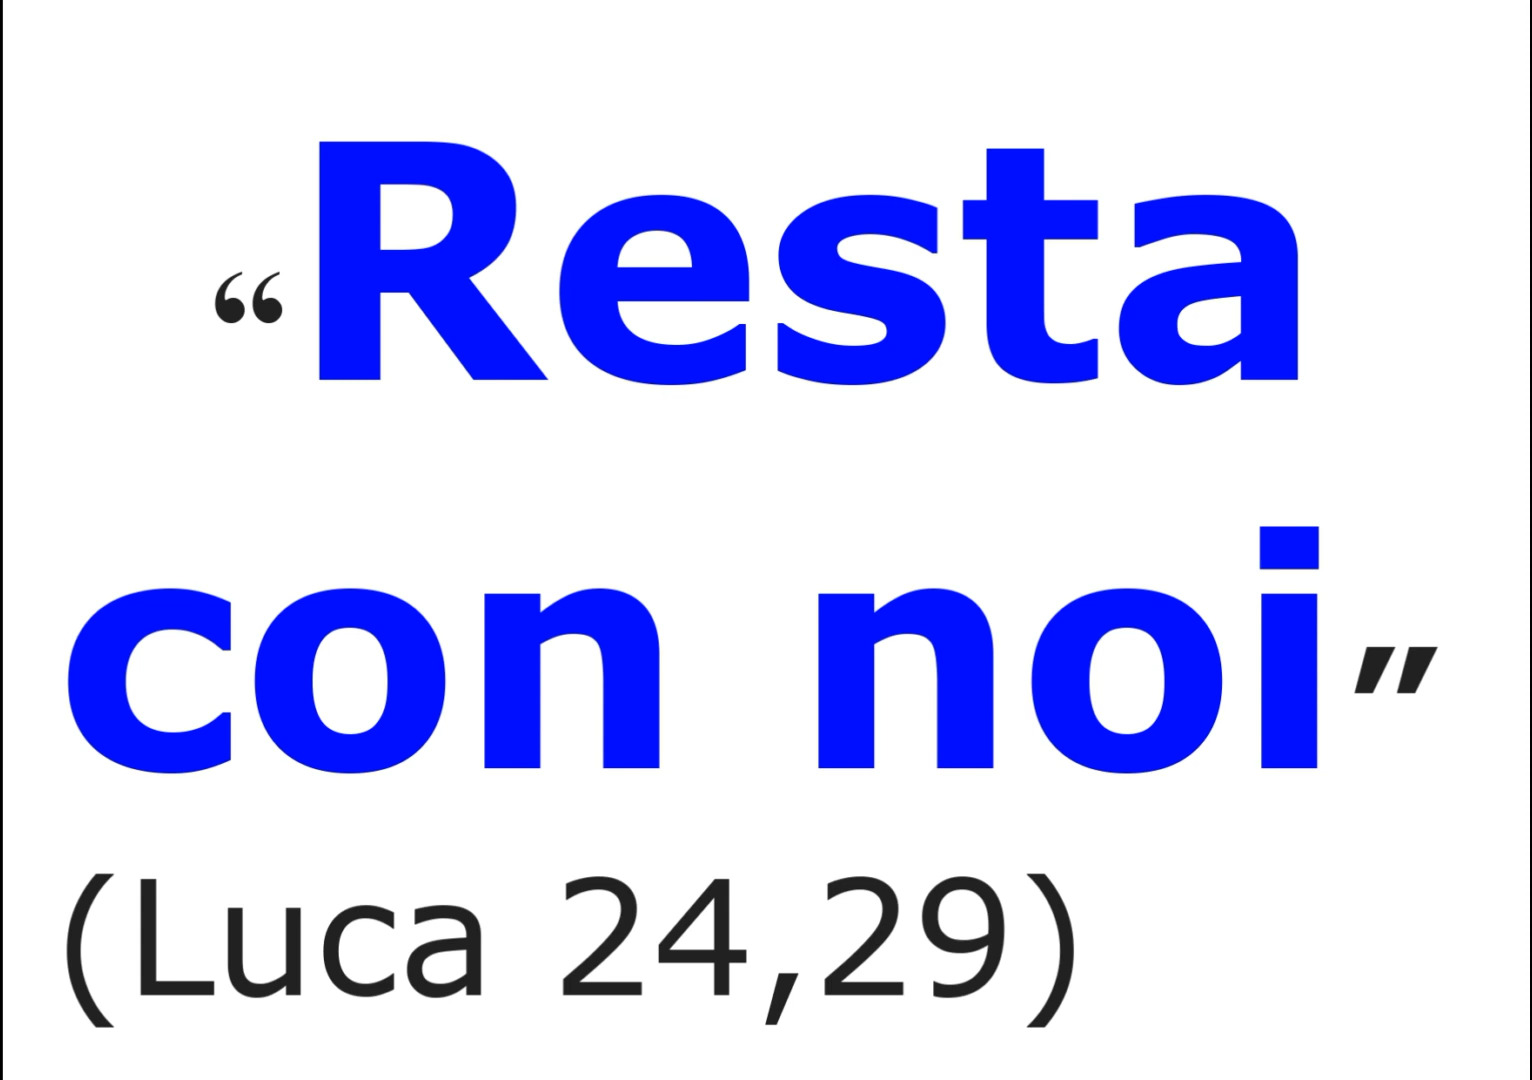 “Resta
con noi”
(Luca 24,29)